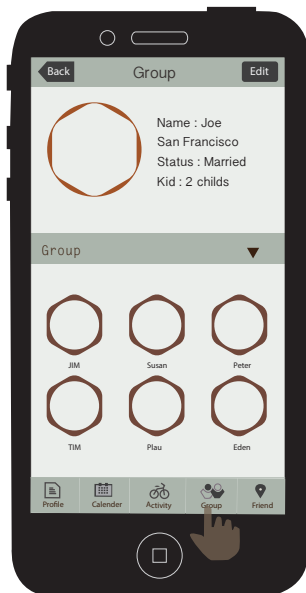 Back Group Edit
Name : Joe
San Francisco
Status : Married
Kid : 2 childs
Group
JIM Susan Peter
TIM Plau Eden
Profile Calender Activity Group Friend